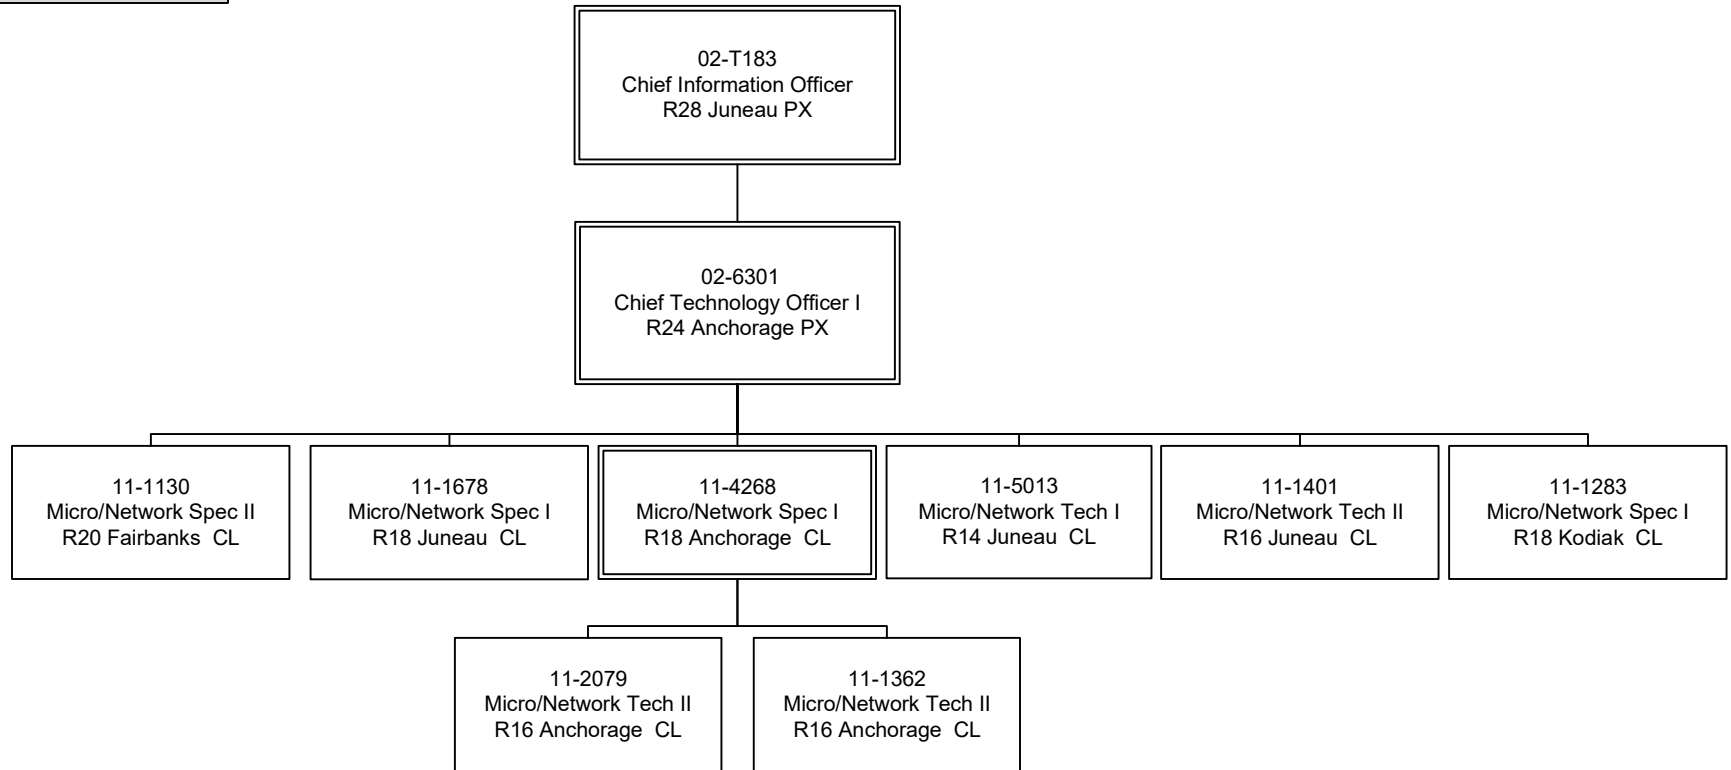 02-T183
Chief Information Officer
R28 Juneau PX
02-6301
Chief Technology Officer I
R24 Anchorage PX
11-1130
Micro/Network Spec II
R20 Fairbanks  CL
11-1678
Micro/Network Spec I
R18 Juneau  CL
11-4268
Micro/Network Spec I
R18 Anchorage  CL
11-5013
Micro/Network Tech I
R14 Juneau  CL
11-1401
Micro/Network Tech II
R16 Juneau  CL
11-1283
Micro/Network Spec I
R18 Kodiak  CL
11-2079
Micro/Network Tech II
R16 Anchorage  CL
11-1362
Micro/Network Tech II
R16 Anchorage  CL